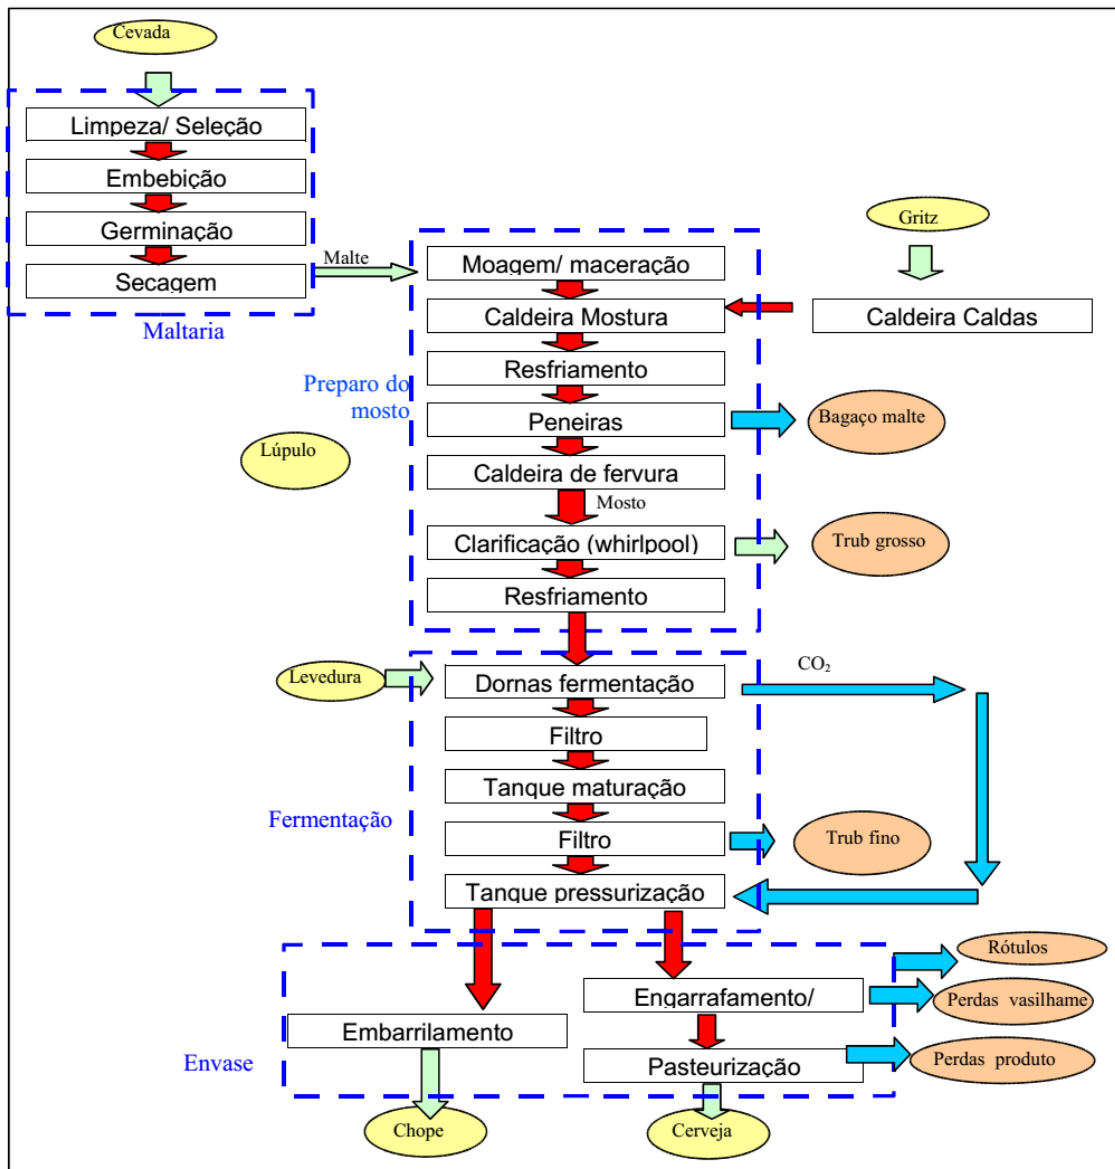 Cevada
Limpeza/ Seleção
Embebição
Germinação
Secagem
Maltaria
Malte
Gritz
Moagem/ maceração
Caldeira Mostura
Caldeira Caldas
Resfriamento
Preparo do
mosto
Peneiras
Bagaço malte
Lúpulo
Caldeira de fervura
Mosto
Clarificação (whirlpool)
Trub grosso
Resfriamento
Levedura
Dornas fermentação
CO₂
Filtro
Tanque maturação
Fermentação
Filtro
Trub fino
Tanque pressurização
Rótulos
Engarrafamento/
Perdas vasilhame
Embarrilamento
Envase
Pasteurização
Perdas produto
Chope
Cerveja